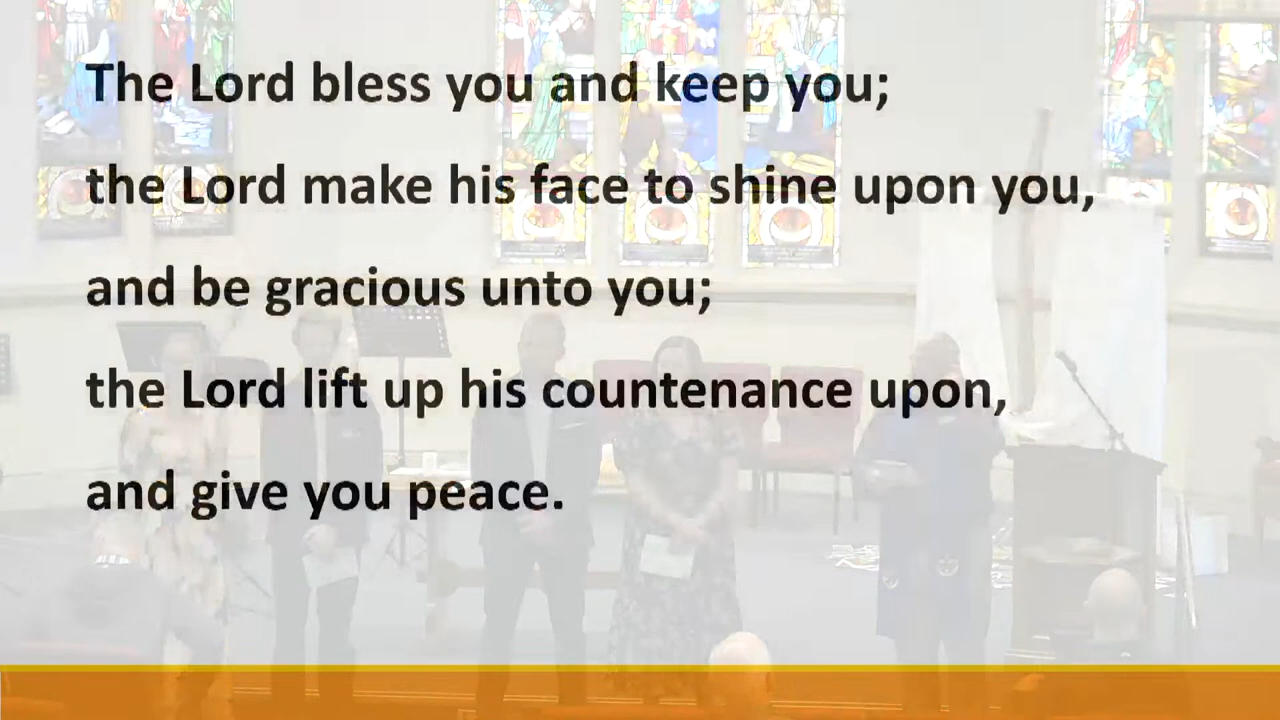 The Lord bless you and keep you;
the Lord make his face to shine upon you,
and be gracious unto you;
the Lord lift up his countenance upon,
and give you peace.